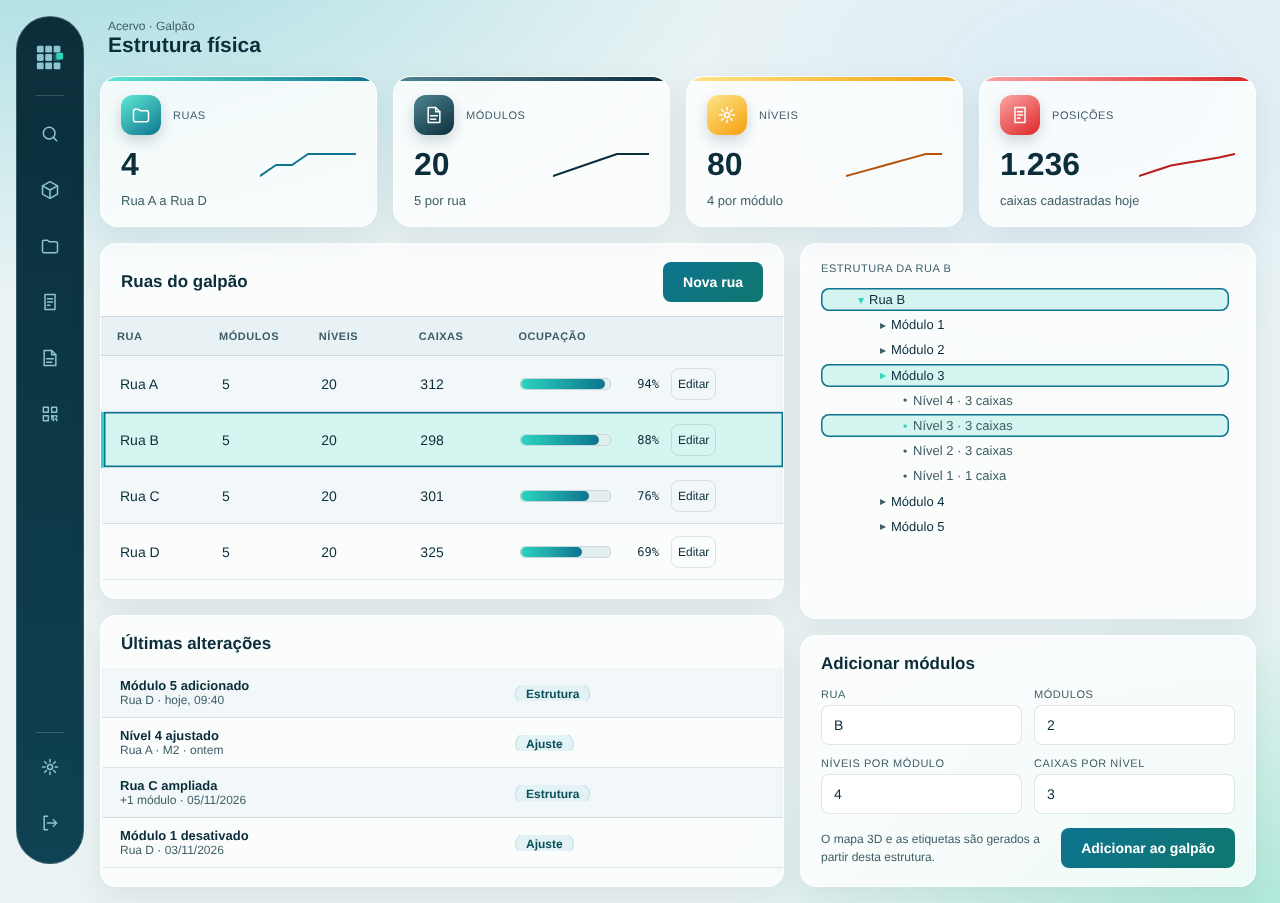 Acervo · Galpão
Estrutura física
RUAS
4
Rua A a Rua D
MÓDULOS
20
5 por rua
NÍVEIS
80
4 por módulo
POSIÇÕES
1.236
caixas cadastradas hoje
Ruas do galpão
Nova rua
RUA MÓDULOS NÍVEIS CAIXAS OCUPAÇÃO
Rua A 5 20 312 94% Editar
Rua B 5 20 298 88% Editar
Rua C 5 20 301 76% Editar
Rua D 5 20 325 69% Editar
ESTRUTURA DA RUA B
▾ Rua B
▸ Módulo 1
▸ Módulo 2
▸ Módulo 3
• Nível 4 · 3 caixas
• Nível 3 · 3 caixas
• Nível 2 · 3 caixas
• Nível 1 · 1 caixa
▸ Módulo 4
▸ Módulo 5
Últimas alterações
Módulo 5 adicionado
Rua D · hoje, 09:40
Estrutura
Nível 4 ajustado
Rua A · M2 · ontem
Ajuste
Rua C ampliada
+1 módulo · 05/11/2026
Estrutura
Módulo 1 desativado
Rua D · 03/11/2026
Ajuste
Adicionar módulos
RUA
B
MÓDULOS
2
NÍVEIS POR MÓDULO
4
CAIXAS POR NÍVEL
3
O mapa 3D e as etiquetas são gerados a
partir desta estrutura.
Adicionar ao galpão